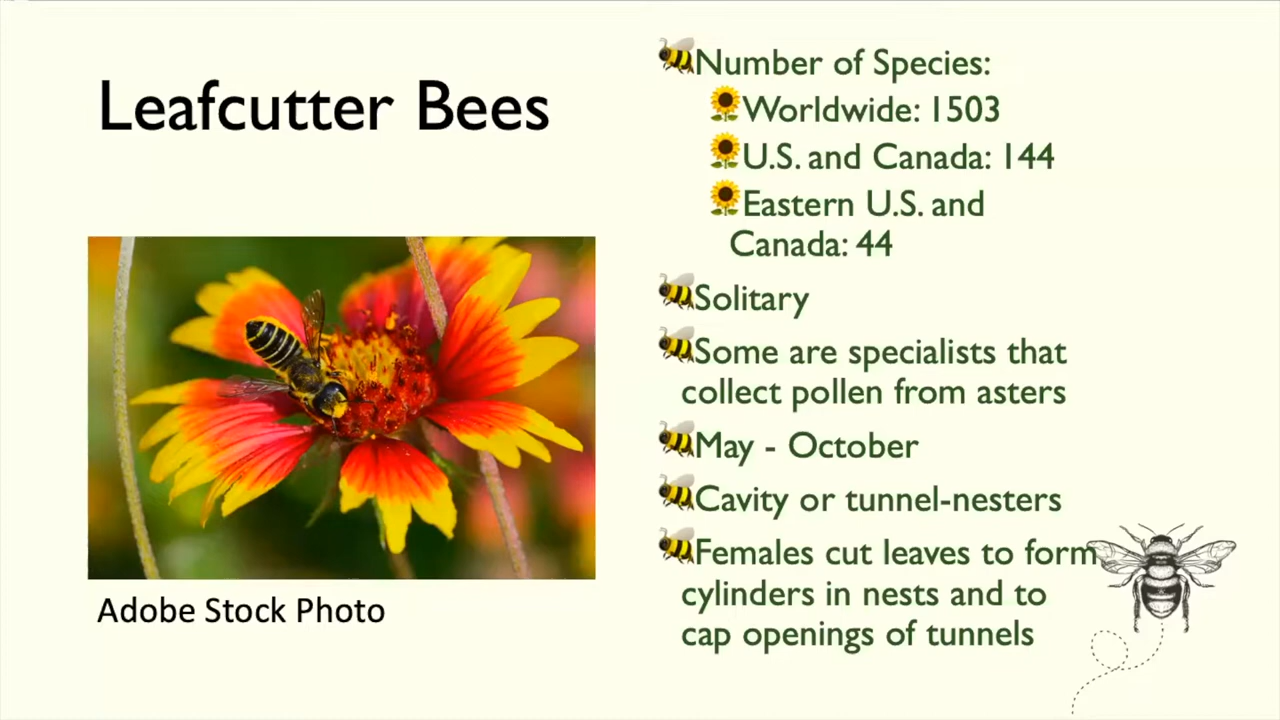 Leafcutter Bees
Adobe Stock Photo
Number of Species:
Worldwide: 1503
U.S. and Canada: 144
Eastern U.S. and
Canada: 44
Solitary
Some are specialists that
collect pollen from asters
May - October
Cavity or tunnel-nesters
Females cut leaves to form
cylinders in nests and to
cap openings of tunnels